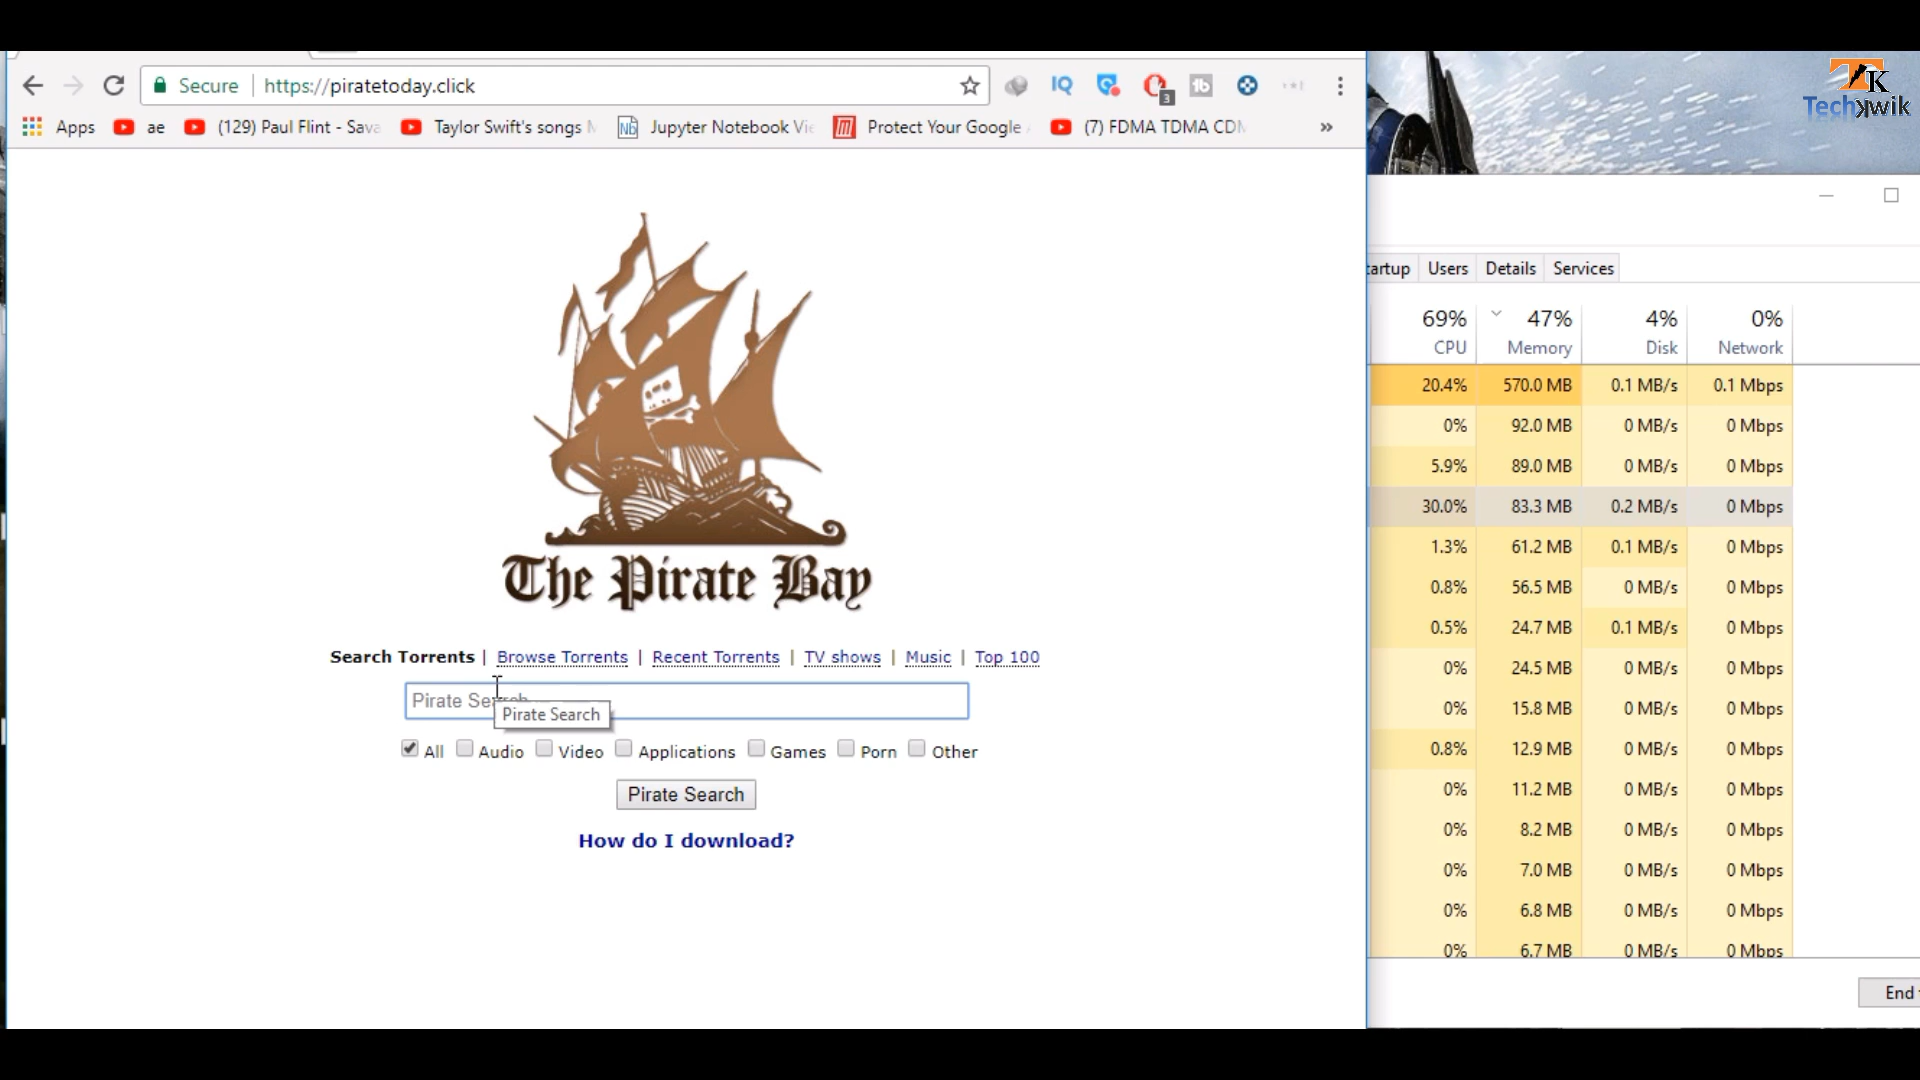 Secure https://piratetoday.click
TK
TechKwik
Apps ae (129) Paul Flint - Sava Taylor Swift's songs Jupyter Notebook Vi Protect Your Google (7) FDMA TDMA CDM »
IQ 3 tb
The Pirate Bay
Search Torrents | Browse Torrents | Recent Torrents | TV shows | Music | Top 100
Pirate Search
Pirate Search
All Audio Video Applications Games Porn Other
Pirate Search
How do I download?
tartup Users Details Services
69% 47% 4% 0%
CPU Memory Disk Network
20.4% 570.0 MB 0.1 MB/s 0.1 Mbps
0% 92.0 MB 0 MB/s 0 Mbps
5.9% 89.0 MB 0 MB/s 0 Mbps
30.0% 83.3 MB 0.2 MB/s 0 Mbps
1.3% 61.2 MB 0.1 MB/s 0 Mbps
0.8% 56.5 MB 0 MB/s 0 Mbps
0.5% 24.7 MB 0.1 MB/s 0 Mbps
0% 24.5 MB 0 MB/s 0 Mbps
0% 15.8 MB 0 MB/s 0 Mbps
0.8% 12.9 MB 0 MB/s 0 Mbps
0% 11.2 MB 0 MB/s 0 Mbps
0% 8.2 MB 0 MB/s 0 Mbps
0% 7.0 MB 0 MB/s 0 Mbps
0% 6.8 MB 0 MB/s 0 Mbps
0% 6.7 MB 0 MB/s 0 Mbps
End